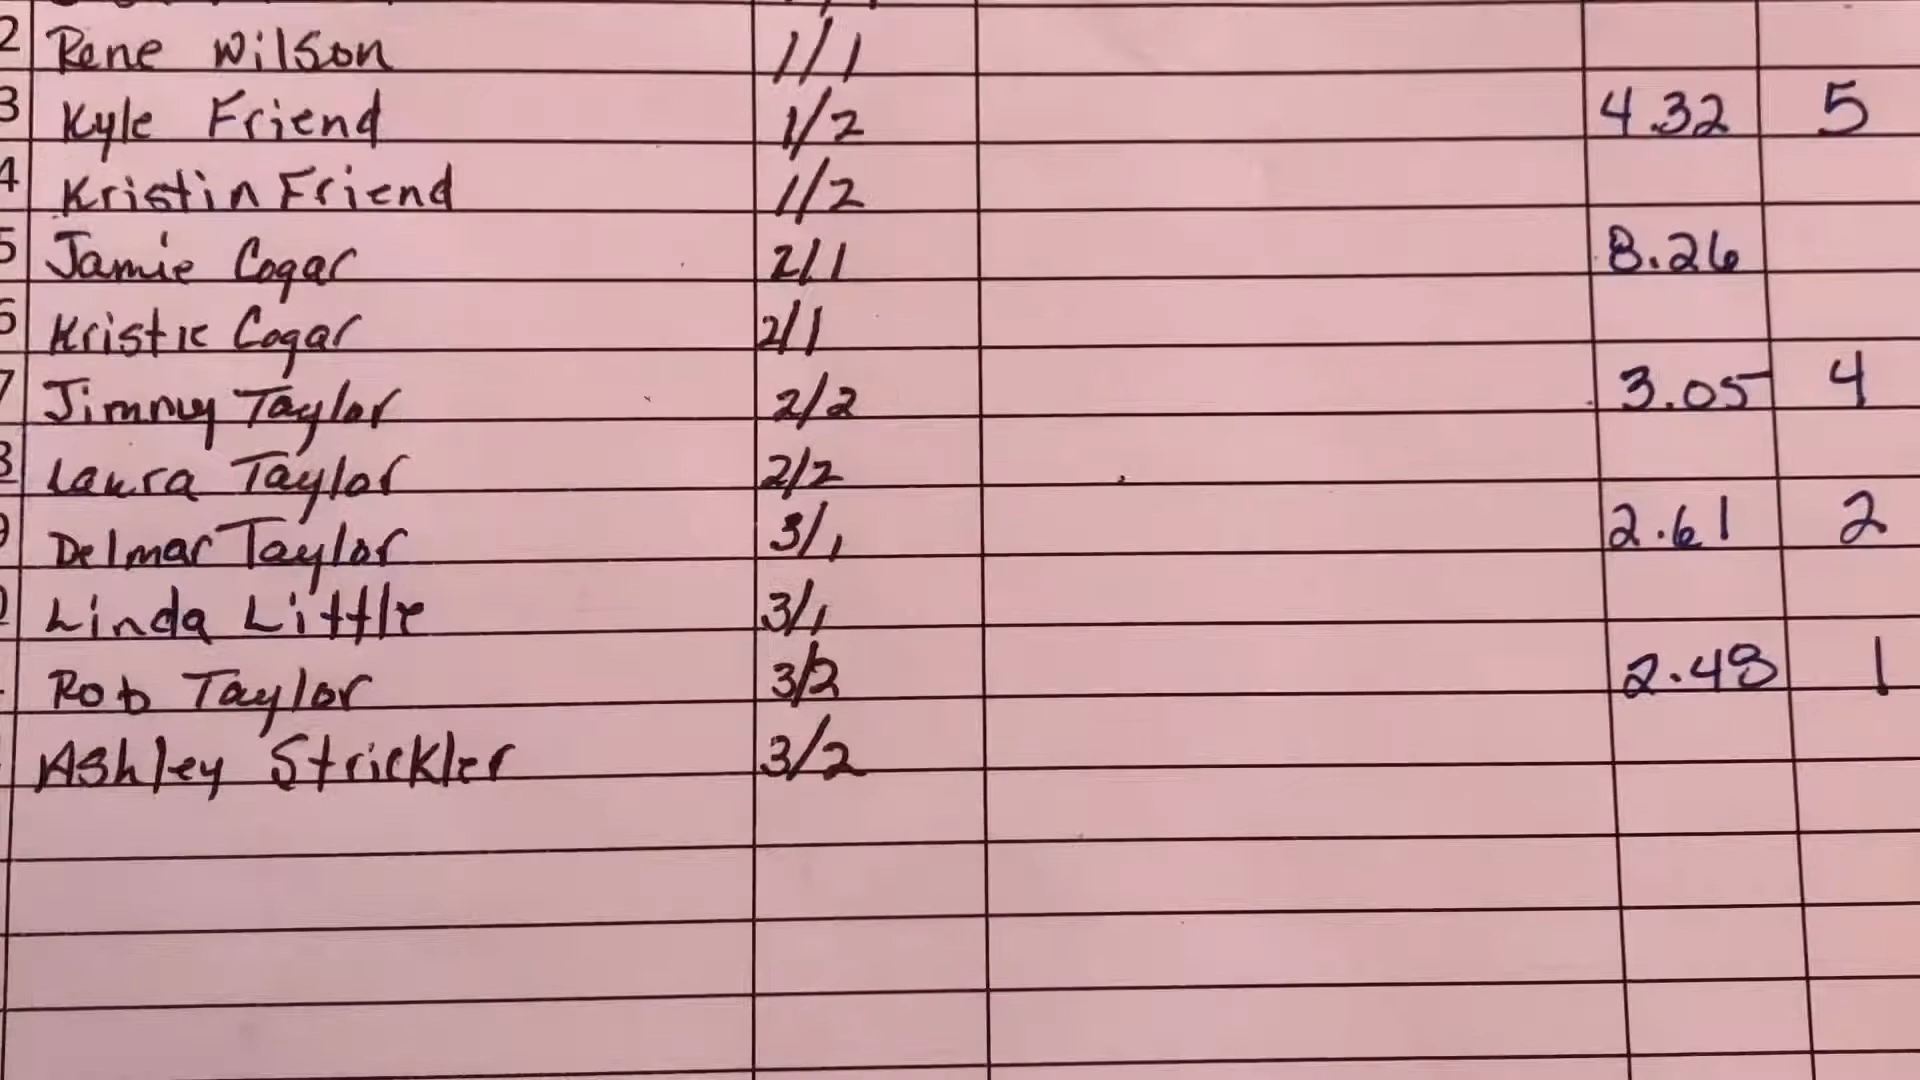 2 Rene Wilson 1/1
3 Kyle Friend 1/2 4.32 5
4 Kristin Friend 1/2
5 Jamie Cogar 2/1 8.26
6 Kristie Cogar 2/1
7 Jimmy Taylor 2/2 3.05 4
8 Laura Taylor 2/2
9 Delmar Taylor 3/1 2.61 2
0 Linda Little 3/1
Rob Taylor 3/2 2.48 1
Ashley Strickler 3/2